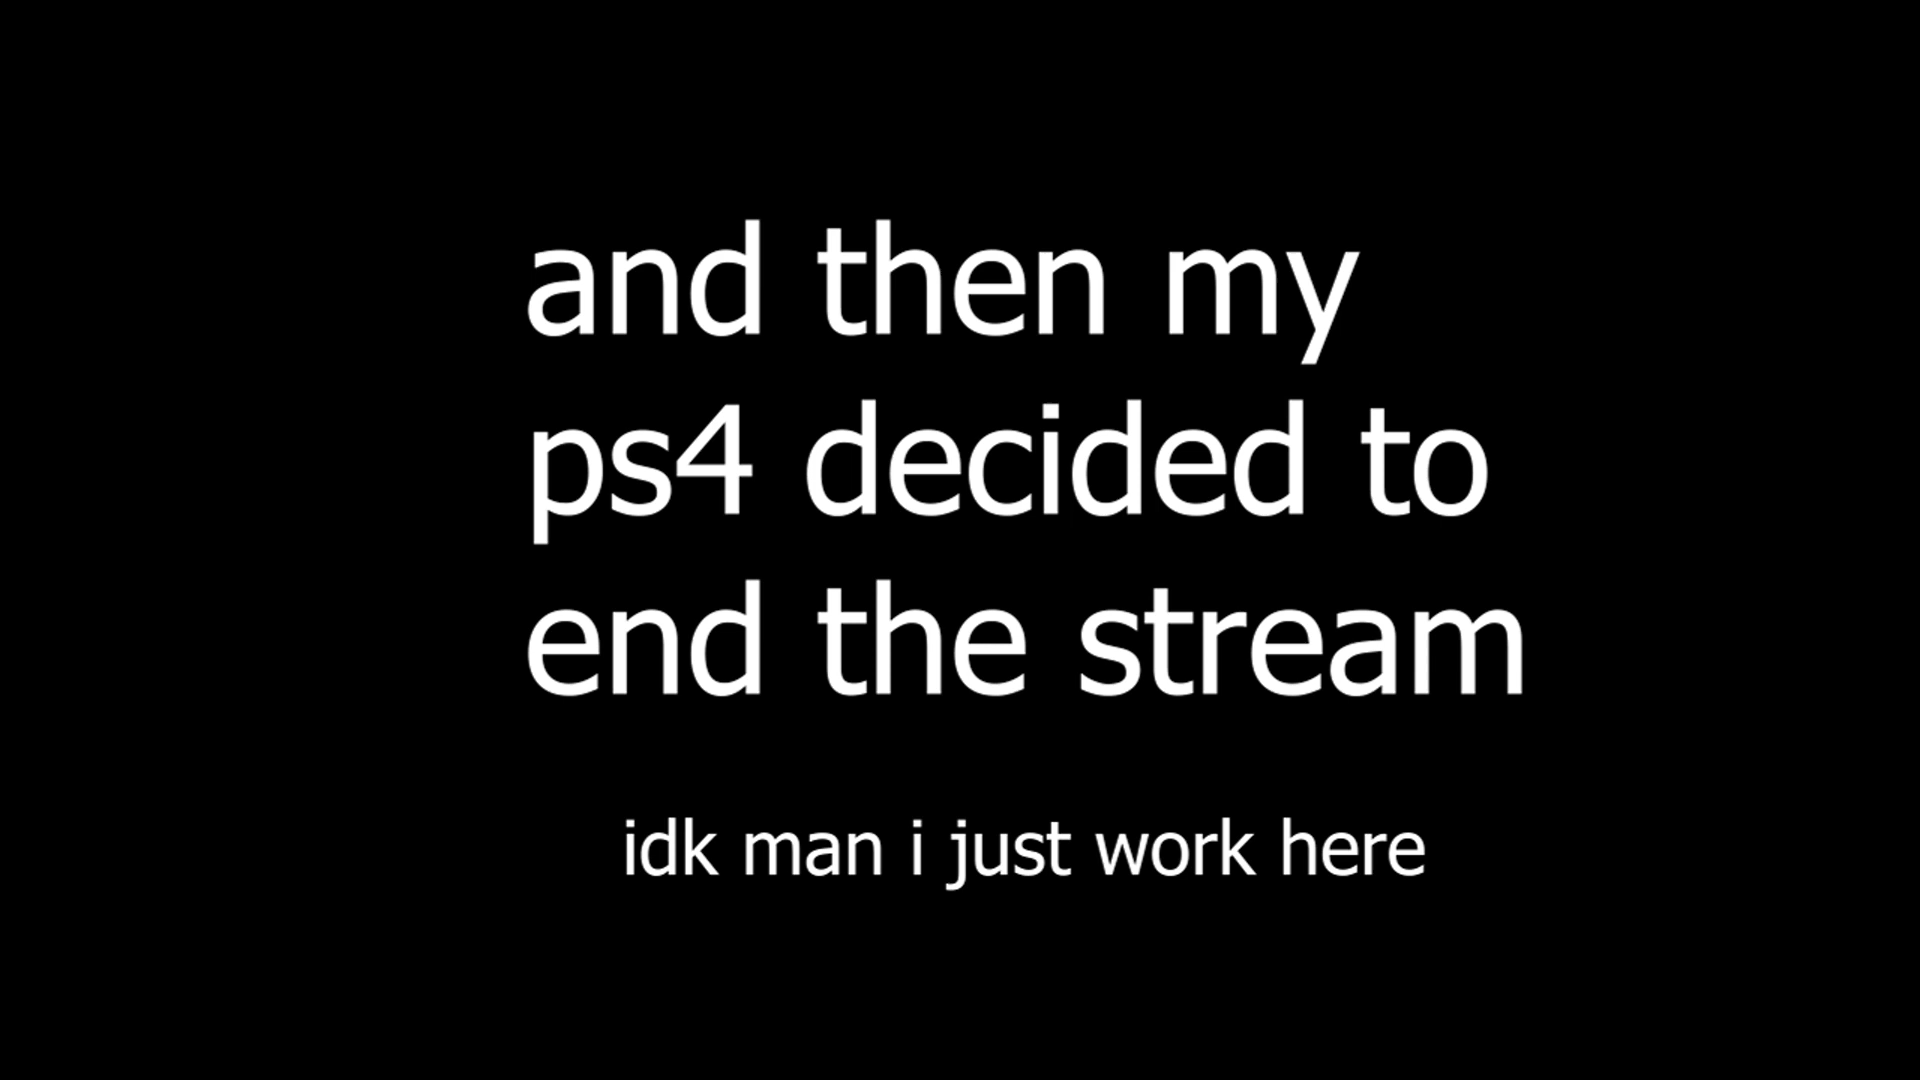 and then my
ps4 decided to
end the stream
idk man i just work here